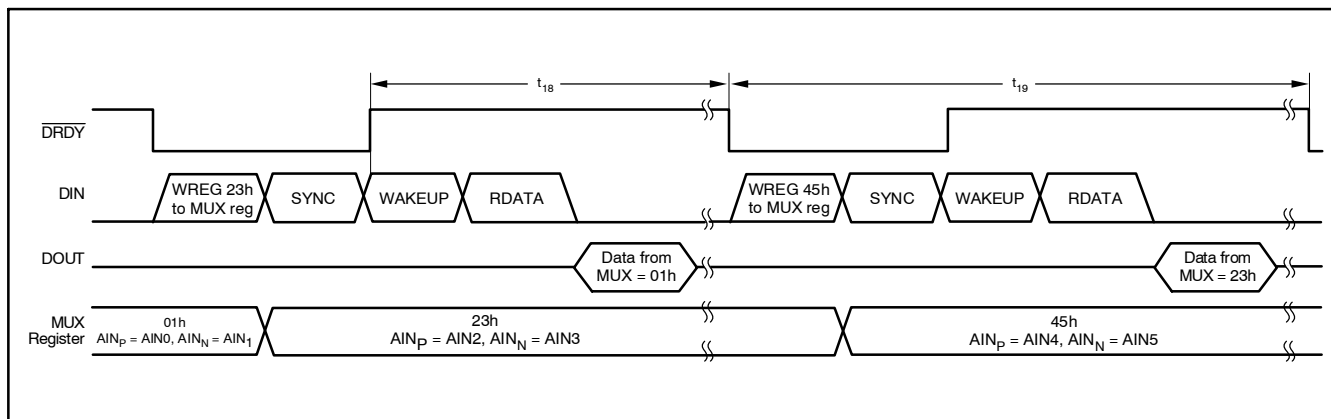 t18 t19
DRDY
DIN WREG 23h SYNC WAKEUP RDATA WREG 45h SYNC WAKEUP RDATA
to MUX reg to MUX reg
DOUT Data from Data from
MUX = 01h MUX = 23h
MUX 01h 23h 45h
Register AINP = AIN0, AINN = AIN1 AINP = AIN2, AINN = AIN3 AINP = AIN4, AINN = AIN5